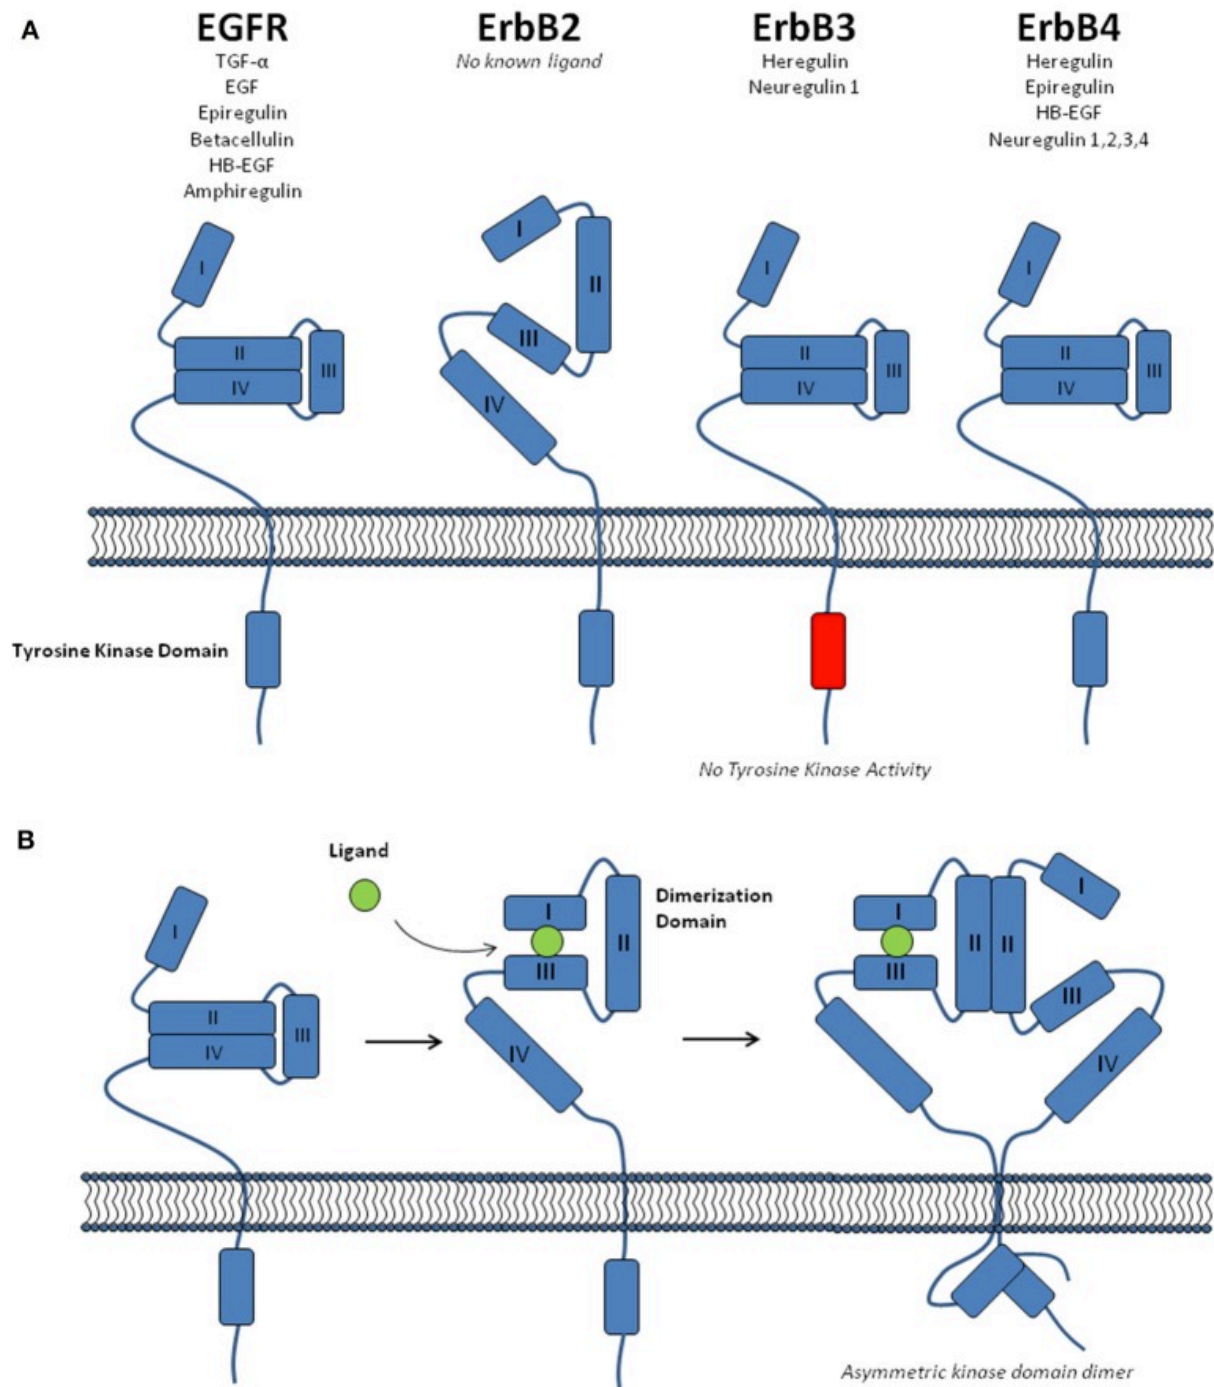 A
EGFR
TGF-α
EGF
Epiregulin
Betacellulin
HB-EGF
Amphiregulin
ErbB2
No known ligand
ErbB3
Heregulin
Neuregulin 1
ErbB4
Heregulin
Epiregulin
HB-EGF
Neuregulin 1,2,3,4
I
II
IV
III
I
II
III
IV
I
II
IV
III
I
II
IV
III
Tyrosine Kinase Domain
No Tyrosine Kinase Activity
B
Ligand
Dimerization
Domain
I
II
IV
III
I
II
III
IV
I
II
II
I
III
III
IV
Asymmetric kinase domain dimer